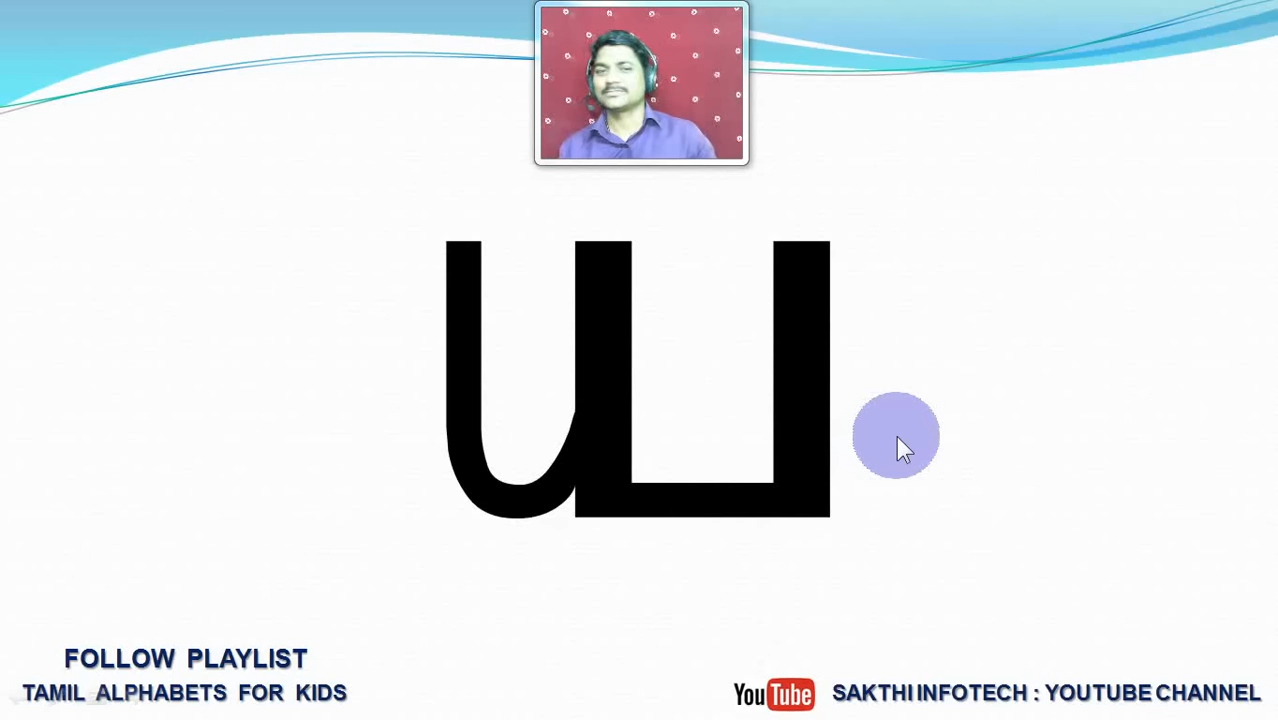 ய
FOLLOW PLAYLIST
TAMIL ALPHABETS FOR KIDS
YouTube SAKTHI INFOTECH : YOUTUBE CHANNEL